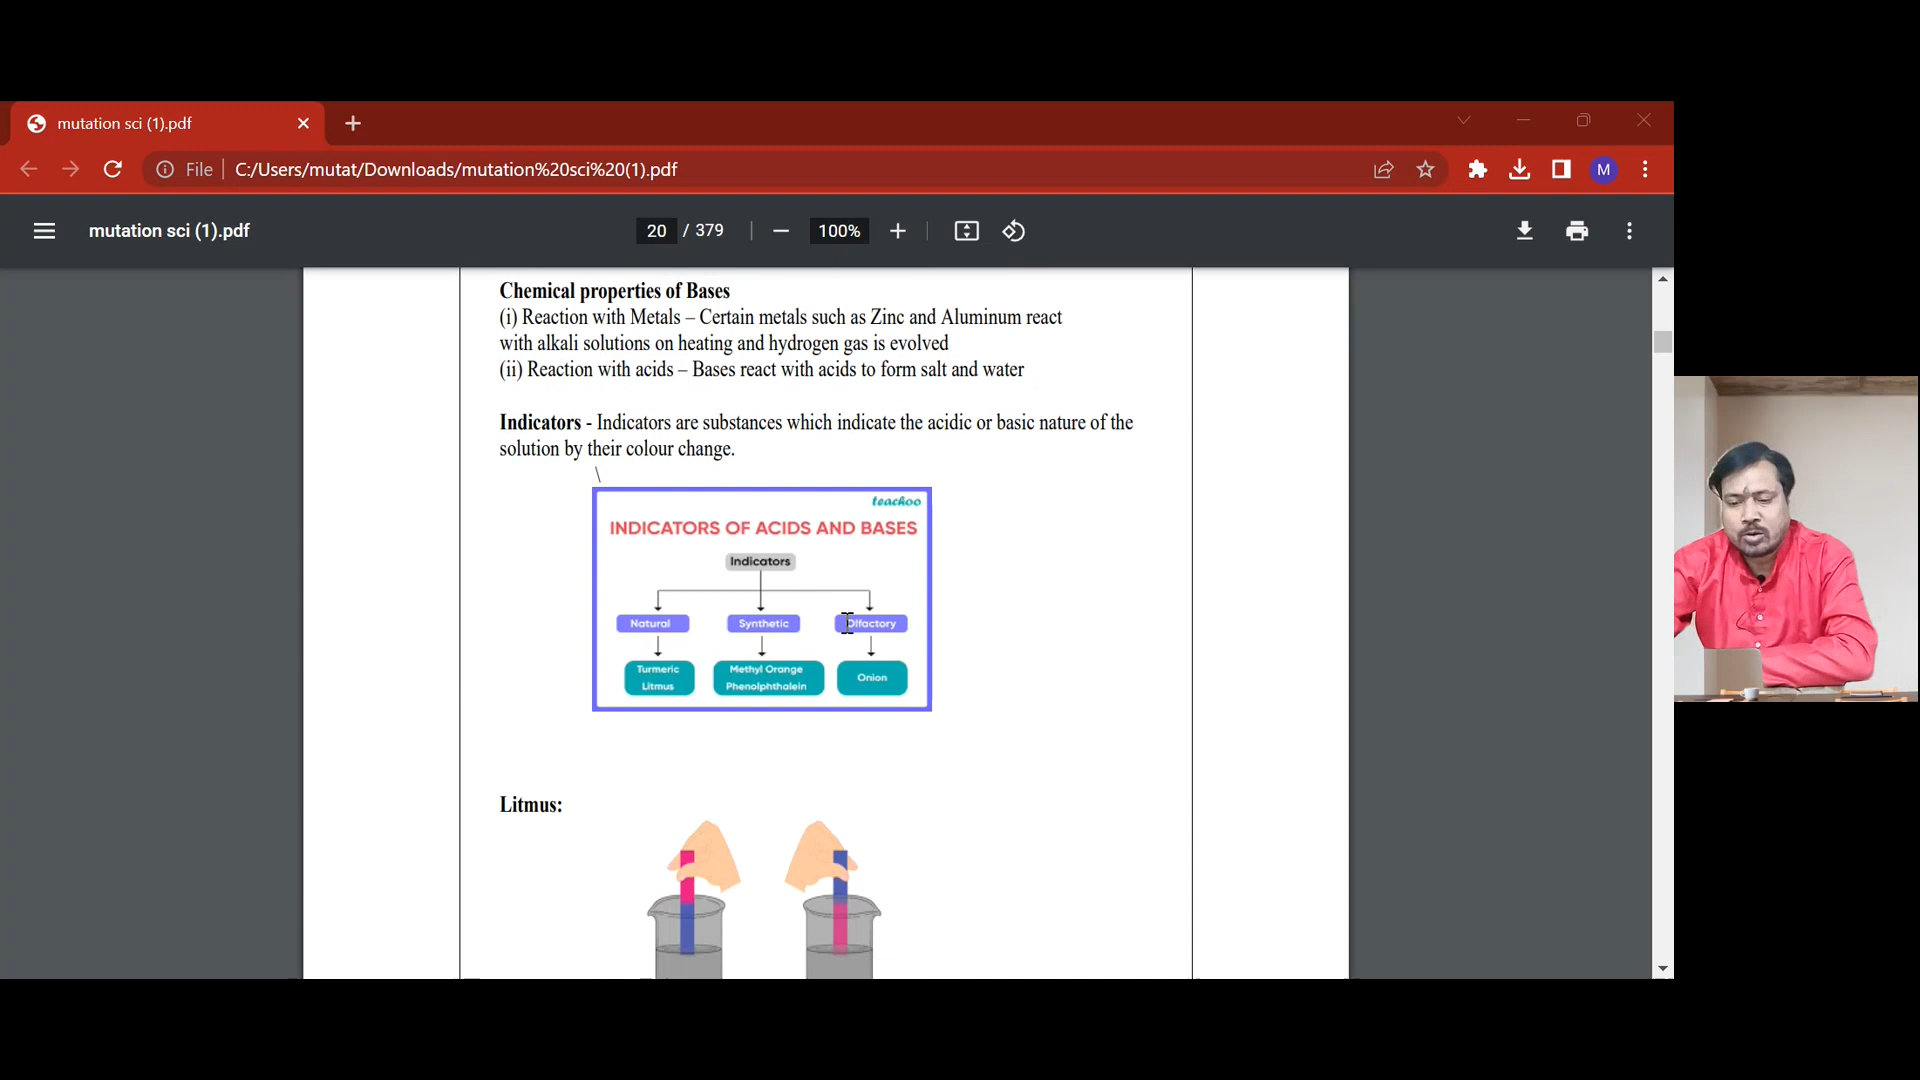 mutation sci (1).pdf
File
C:/Users/mutat/Downloads/mutation%20sci%20(1).pdf
M
mutation sci (1).pdf
20 / 379
100%
Chemical properties of Bases
(i) Reaction with Metals – Certain metals such as Zinc and Aluminum react
with alkali solutions on heating and hydrogen gas is evolved
(ii) Reaction with acids – Bases react with acids to form salt and water
Indicators - Indicators are substances which indicate the acidic or basic nature of the
solution by their colour change.
\
teachoo
INDICATORS OF ACIDS AND BASES
Indicators
Natural
Synthetic
Olfactory
Turmeric
Litmus
Methyl Orange
Phenolphthalein
Onion
Litmus: